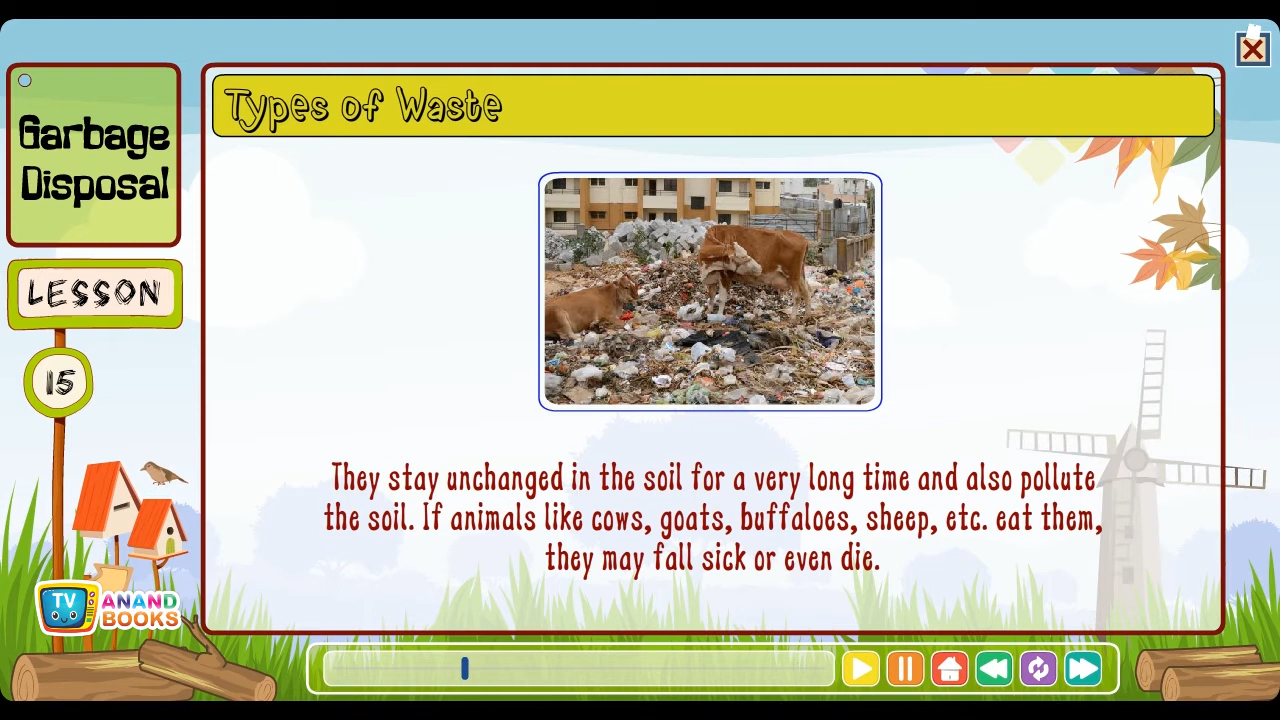 Types of Waste
Garbage
Disposal
LESSON
15
They stay unchanged in the soil for a very long time and also pollute
the soil. If animals like cows, goats, buffaloes, sheep, etc. eat them,
they may fall sick or even die.
TV
ANAND
BOOKS